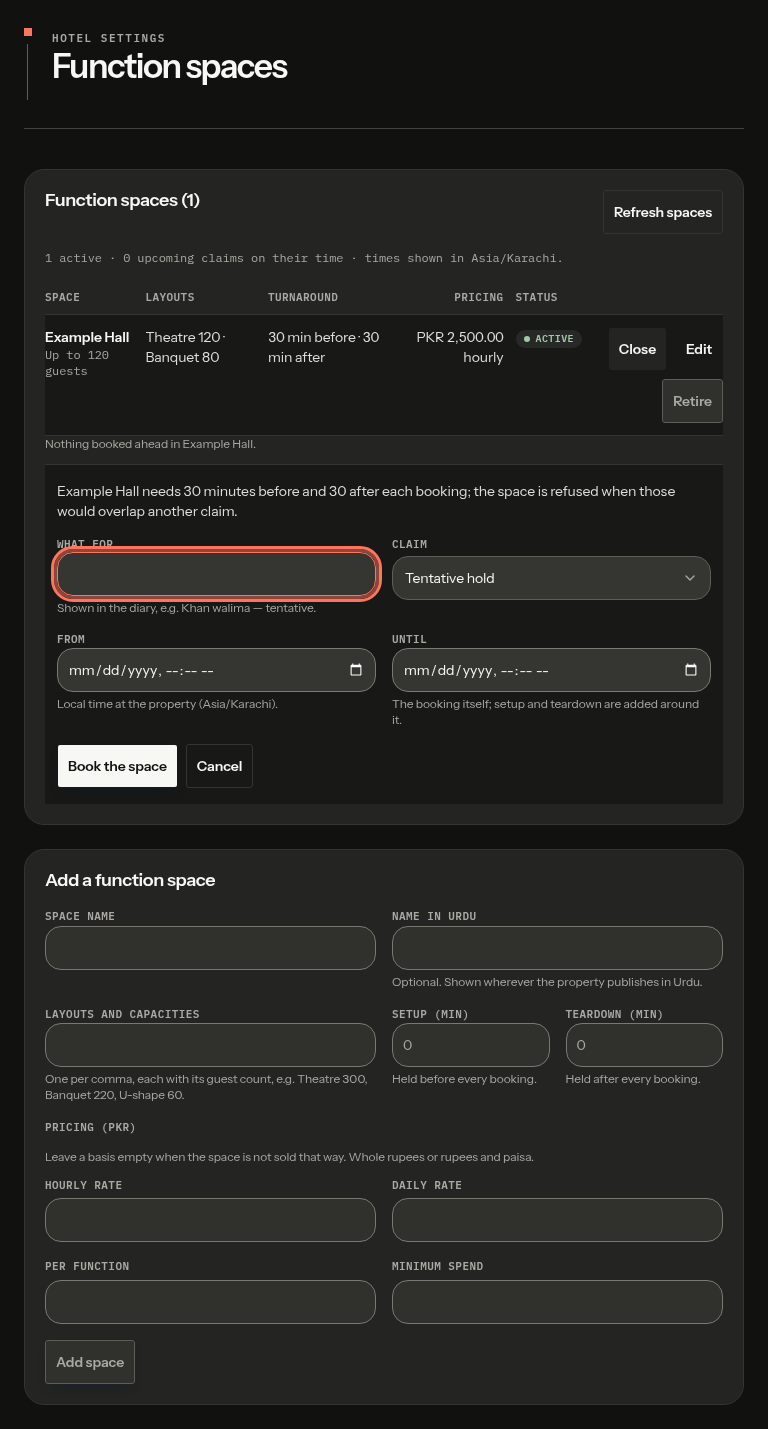 HOTEL SETTINGS
Function spaces
Function spaces (1)
Refresh spaces
1 active · 0 upcoming claims on their time · times shown in Asia/Karachi.
SPACE LAYOUTS TURNAROUND PRICING STATUS
Example Hall Theatre 120 · 30 min before · 30 PKR 2,500.00 ACTIVE Close Edit
Up to 120 Banquet 80 min after hourly
guests
Retire
Nothing booked ahead in Example Hall.
Example Hall needs 30 minutes before and 30 after each booking; the space is refused when those
would overlap another claim.
WHAT FOR CLAIM
Tentative hold
Shown in the diary, e.g. Khan walima — tentative.
FROM UNTIL
mm/dd/yyyy, --:-- -- mm/dd/yyyy, --:-- --
Local time at the property (Asia/Karachi). The booking itself; setup and teardown are added around
it.
Book the space Cancel
Add a function space
SPACE NAME NAME IN URDU
Optional. Shown wherever the property publishes in Urdu.
LAYOUTS AND CAPACITIES SETUP (MIN) TEARDOWN (MIN)
0 0
One per comma, each with its guest count, e.g. Theatre 300, Held before every booking. Held after every booking.
Banquet 220, U-shape 60.
PRICING (PKR)
Leave a basis empty when the space is not sold that way. Whole rupees or rupees and paisa.
HOURLY RATE DAILY RATE
PER FUNCTION MINIMUM SPEND
Add space